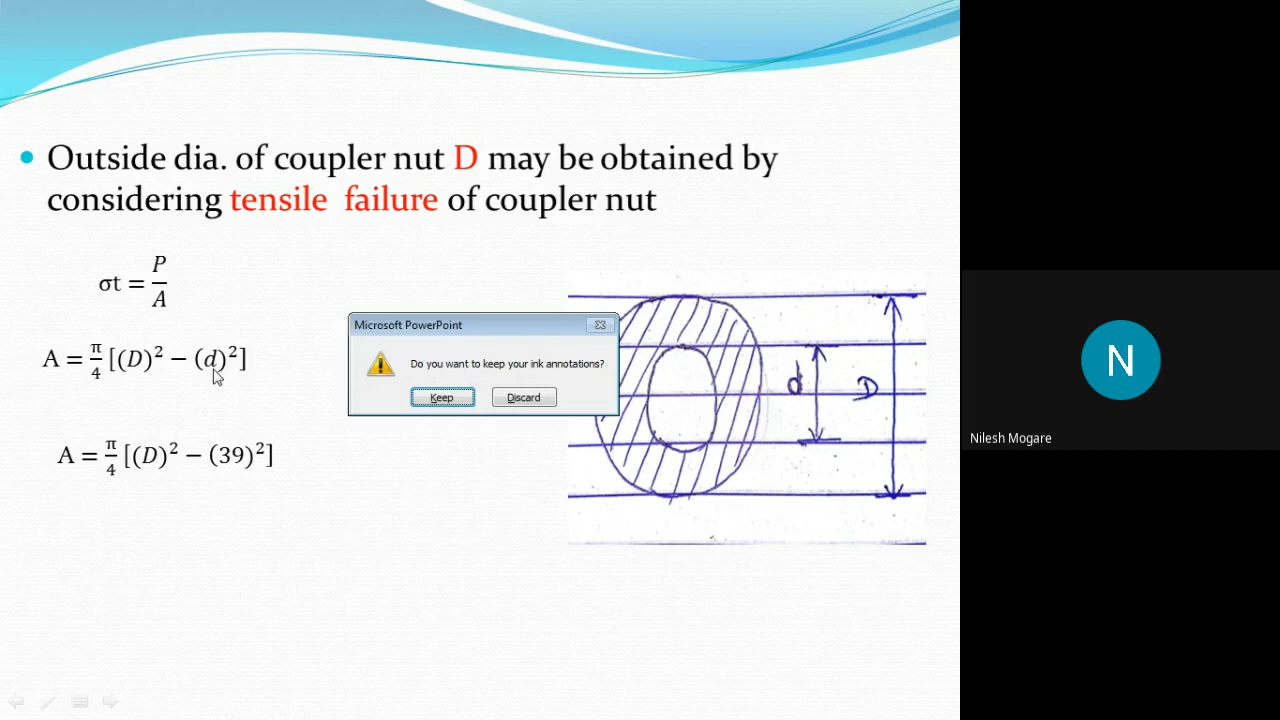 Outside dia. of coupler nut D may be obtained by
considering tensile failure of coupler nut
σt = P/A
A = π/4 [(D)² − (d)²]
A = π/4 [(D)² − (39)²]
Microsoft PowerPoint
Do you want to keep your ink annotations?
Keep Discard
d D
N
Nilesh Mogare